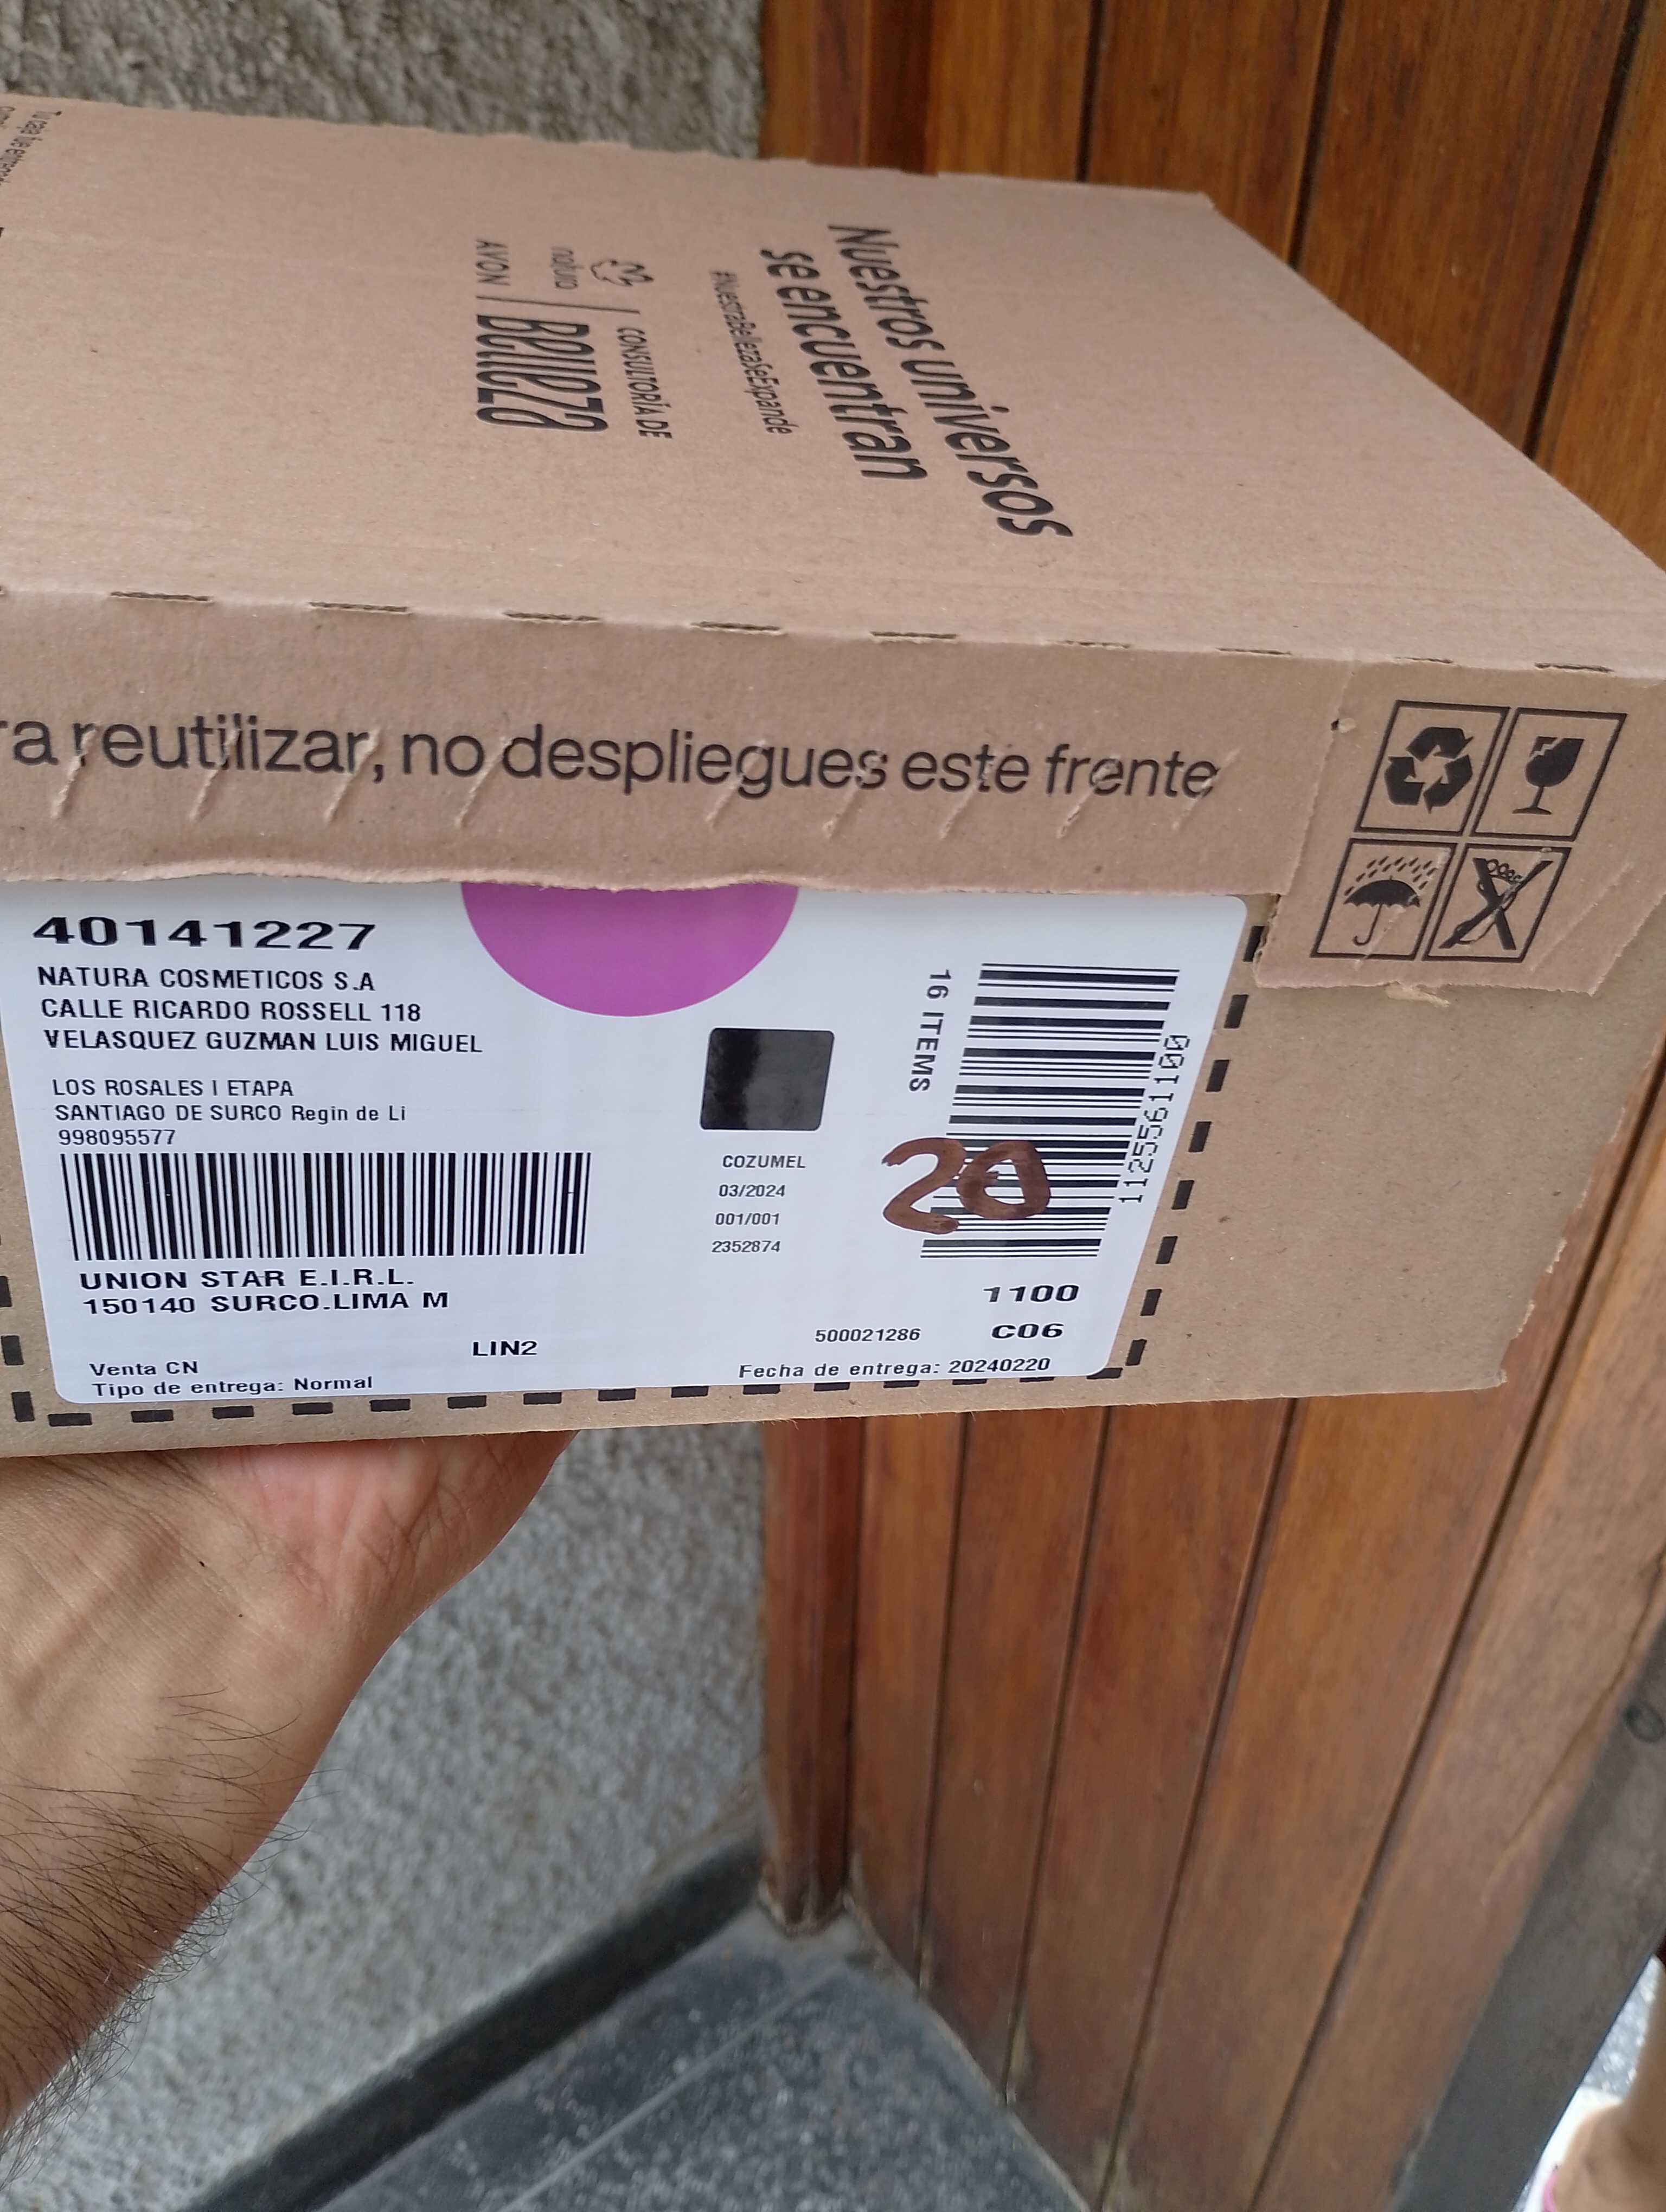 Nuestros universos
se encuentran
#NuestraBellezaSeExpande
CONSULTORÍA DE
natura
AVON
Belleza
Tu caja fue
ra reutilizar, no despliegues este frente
40141227
NATURA COSMETICOS S.A
CALLE RICARDO ROSSELL 118
VELASQUEZ GUZMAN LUIS MIGUEL
LOS ROSALES I ETAPA
SANTIAGO DE SURCO Regin de Li
998095577
UNION STAR E.I.R.L.
150140 SURCO.LIMA M
LIN2
Venta CN
Tipo de entrega: Normal
COZUMEL
03/2024
001/001
2352874
16 ITEMS
1125561100
20
1100
500021286
C06
Fecha de entrega: 20240220